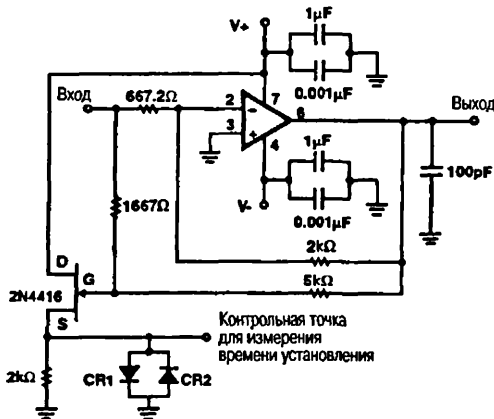 V+
1µF
0.001µF
Вход
667.2Ω
2
3
7
6
4
Выход
1µF
0.001µF
V-
100pF
1667Ω
2kΩ
5kΩ
D
G
2N4416
S
Контрольная точка
для измерения
времени установления
2kΩ
CR1
CR2